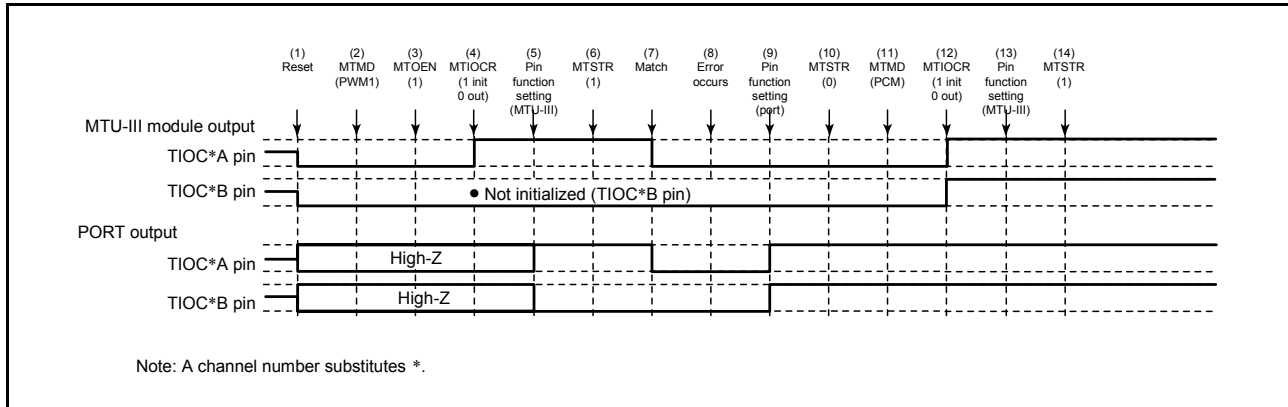 (1) (2) (3) (4) (5) (6) (7) (8) (9) (10) (11) (12) (13) (14)
Reset MTMD MTOEN MTIOCR Pin MTSTR Match Error Pin MTSTR MTMD MTIOCR Pin MTSTR
(PWM1) (1) (1 init function (1) occurs function (0) (PCM) (1 init function (1)
0 out) setting setting 0 out) setting
(MTU-III) (port) (MTU-III)
MTU-III module output
TIOC*A pin
TIOC*B pin ● Not initialized (TIOC*B pin)
PORT output
TIOC*A pin High-Z
TIOC*B pin High-Z
Note: A channel number substitutes *.